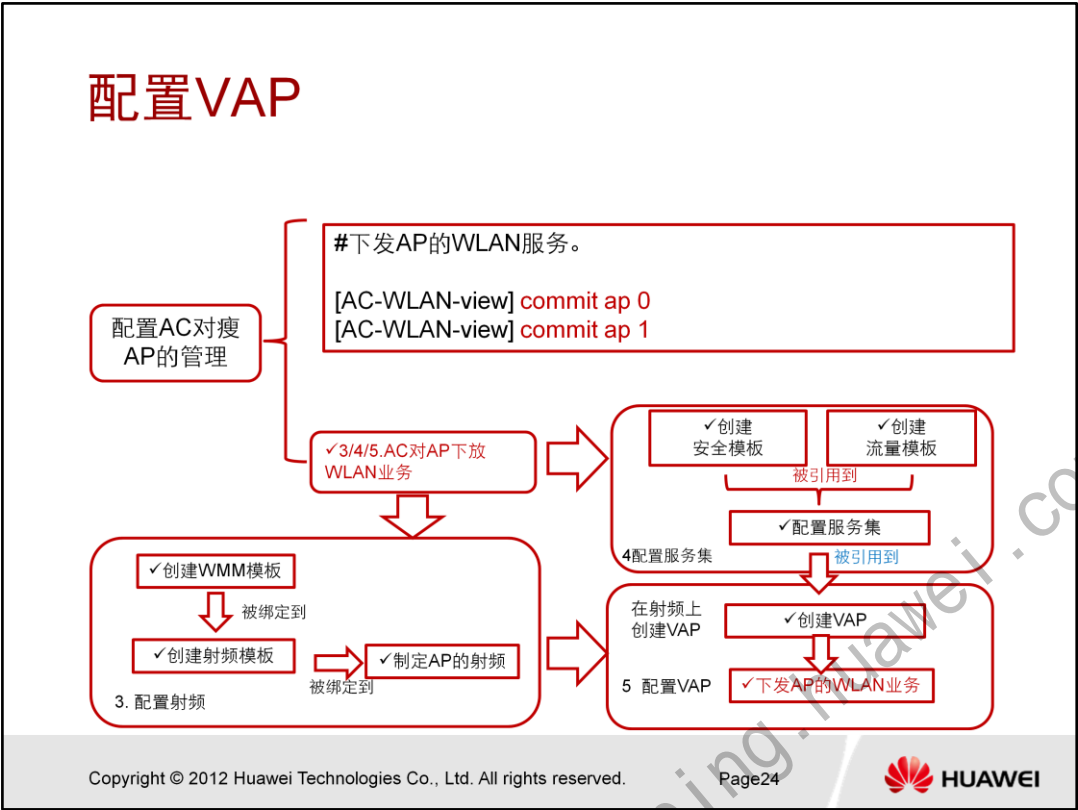 配置VAP
#下发AP的WLAN服务。
[AC-WLAN-view] commit ap 0
[AC-WLAN-view] commit ap 1
配置AC对瘦
AP的管理
✓3/4/5.AC对AP下放
WLAN业务
✓创建
安全模板
✓创建
流量模板
被引用到
✓配置服务集
4配置服务集
被引用到
✓创建WMM模板
被绑定到
✓创建射频模板
被绑定到
✓制定AP的射频
3. 配置射频
在射频上
创建VAP
✓创建VAP
5 配置VAP
✓下发AP的WLAN业务
Copyright © 2012 Huawei Technologies Co., Ltd. All rights reserved.
Page24
HUAWEI
ning.huawei.co